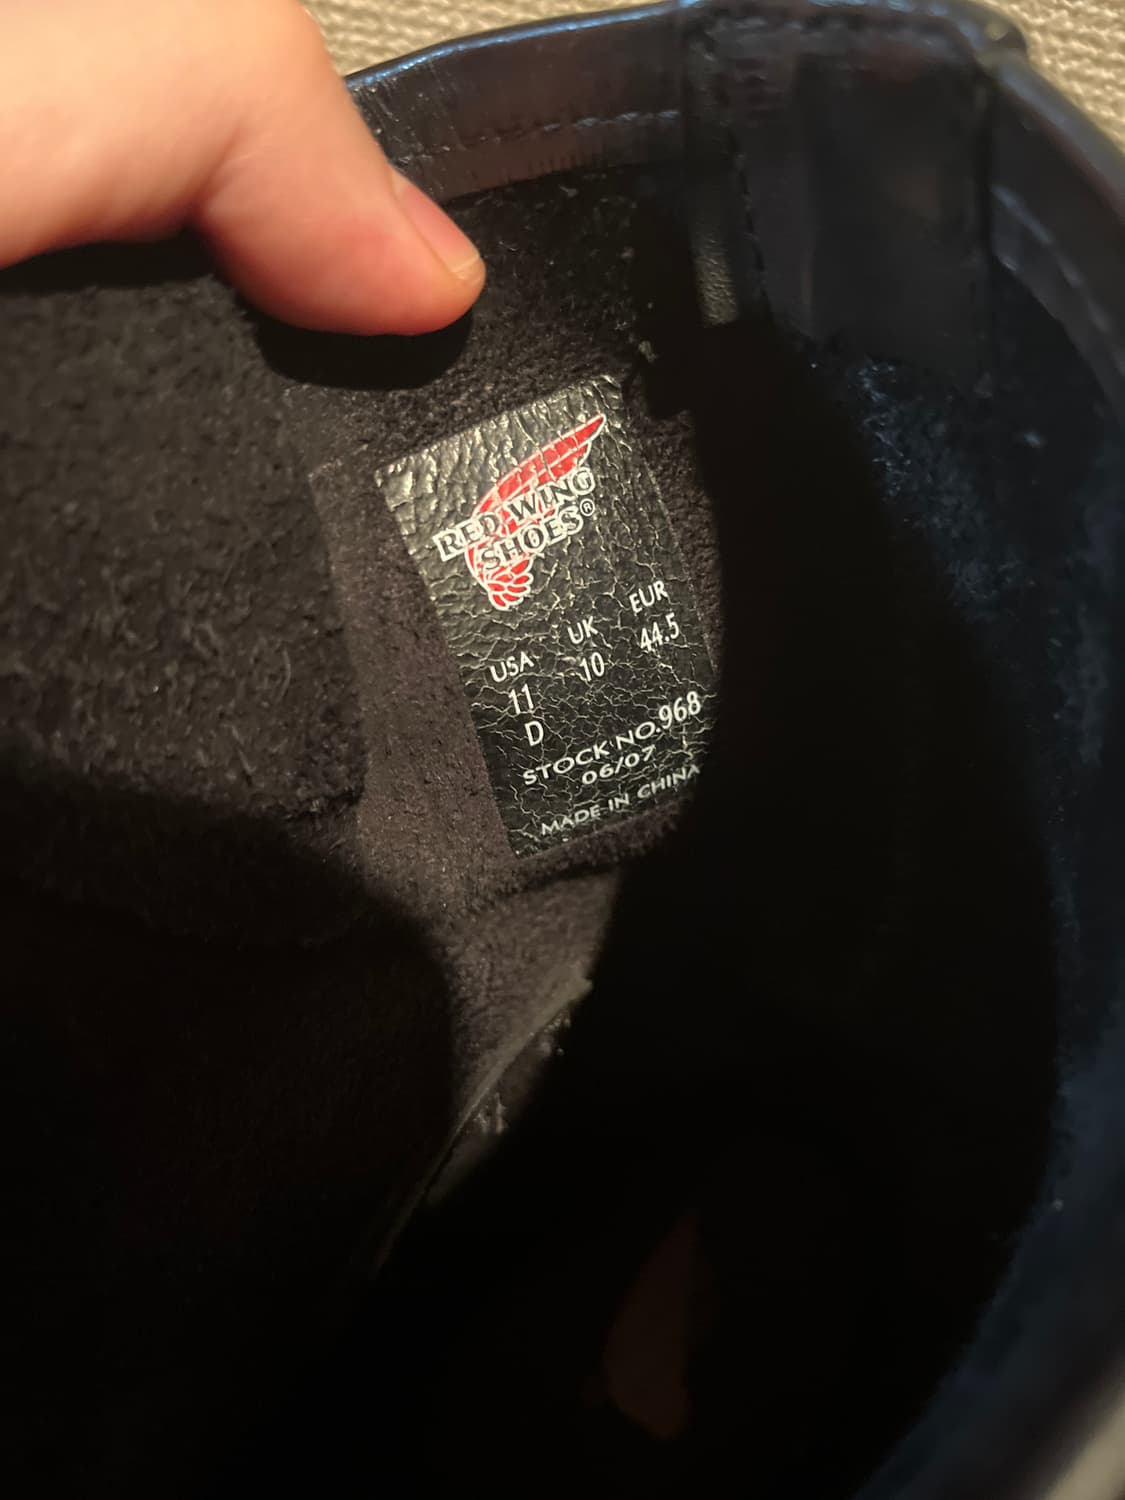 RED WING
SHOES®
USA UK EUR
11 10 44.5
D
STOCK NO.968
06/07
MADE IN CHINA